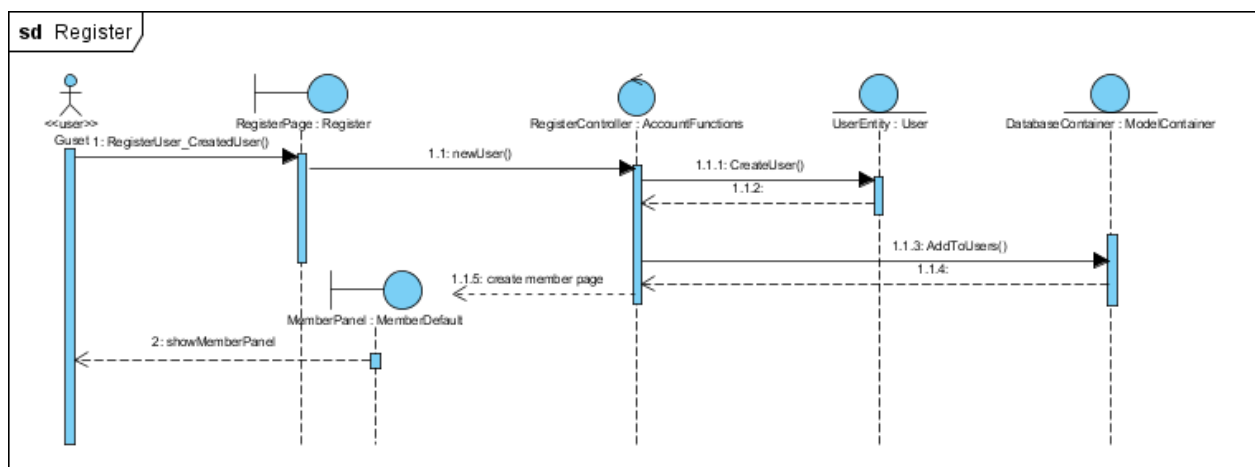 sd Register
<<user>>
Guset
RegisterPage : Register
RegisterController : AccountFunctions
UserEntity : User
DatabaseContainer : ModelContainer
1: RegisterUser_CreatedUser()
1.1: newUser()
1.1.1: CreateUser()
1.1.2:
1.1.3: AddToUsers()
1.1.4:
1.1.5: create member page
MemberPanel : MemberDefault
2: showMemberPanel